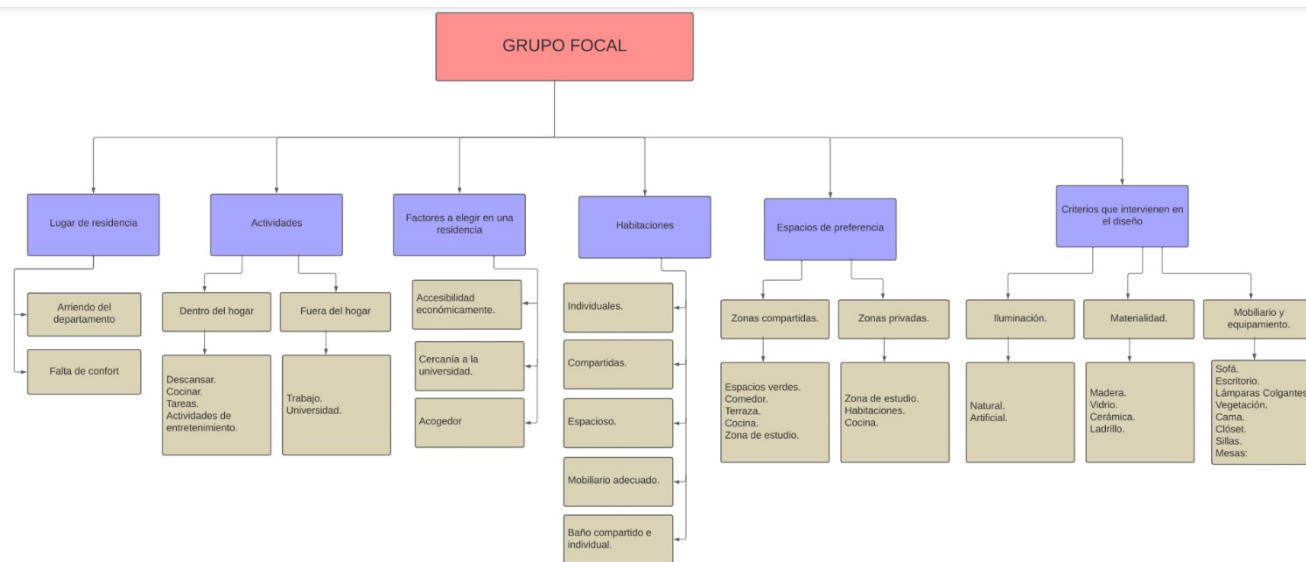 GRUPO FOCAL
Lugar de residencia
Arriendo del
departamento
Falta de confort
Actividades
Dentro del hogar
Descansar.
Cocinar.
Tareas.
Actividades de
entretenimiento.
Fuera del hogar
Trabajo.
Universidad.
Factores a elegir en una
residencia
Accesibilidad
económicamente.
Cercanía a la
universidad.
Acogedor
Habitaciones
Individuales.
Compartidas.
Espacioso.
Mobiliario adecuado.
Baño compartido e
individual.
Espacios de preferencia
Zonas compartidas.
Espacios verdes.
Comedor.
Terraza.
Cocina.
Zona de estudio.
Zonas privadas.
Zona de estudio.
Habitaciones.
Cocina.
Criterios que intervienen en
el diseño
Iluminación.
Natural.
Artificial.
Materialidad.
Madera.
Vidrio.
Cerámica.
Ladrillo.
Mobiliario y
equipamiento.
Sofá.
Escritorio.
Lámparas Colgantes
Vegetación.
Cama.
Clóset.
Sillas.
Mesas: